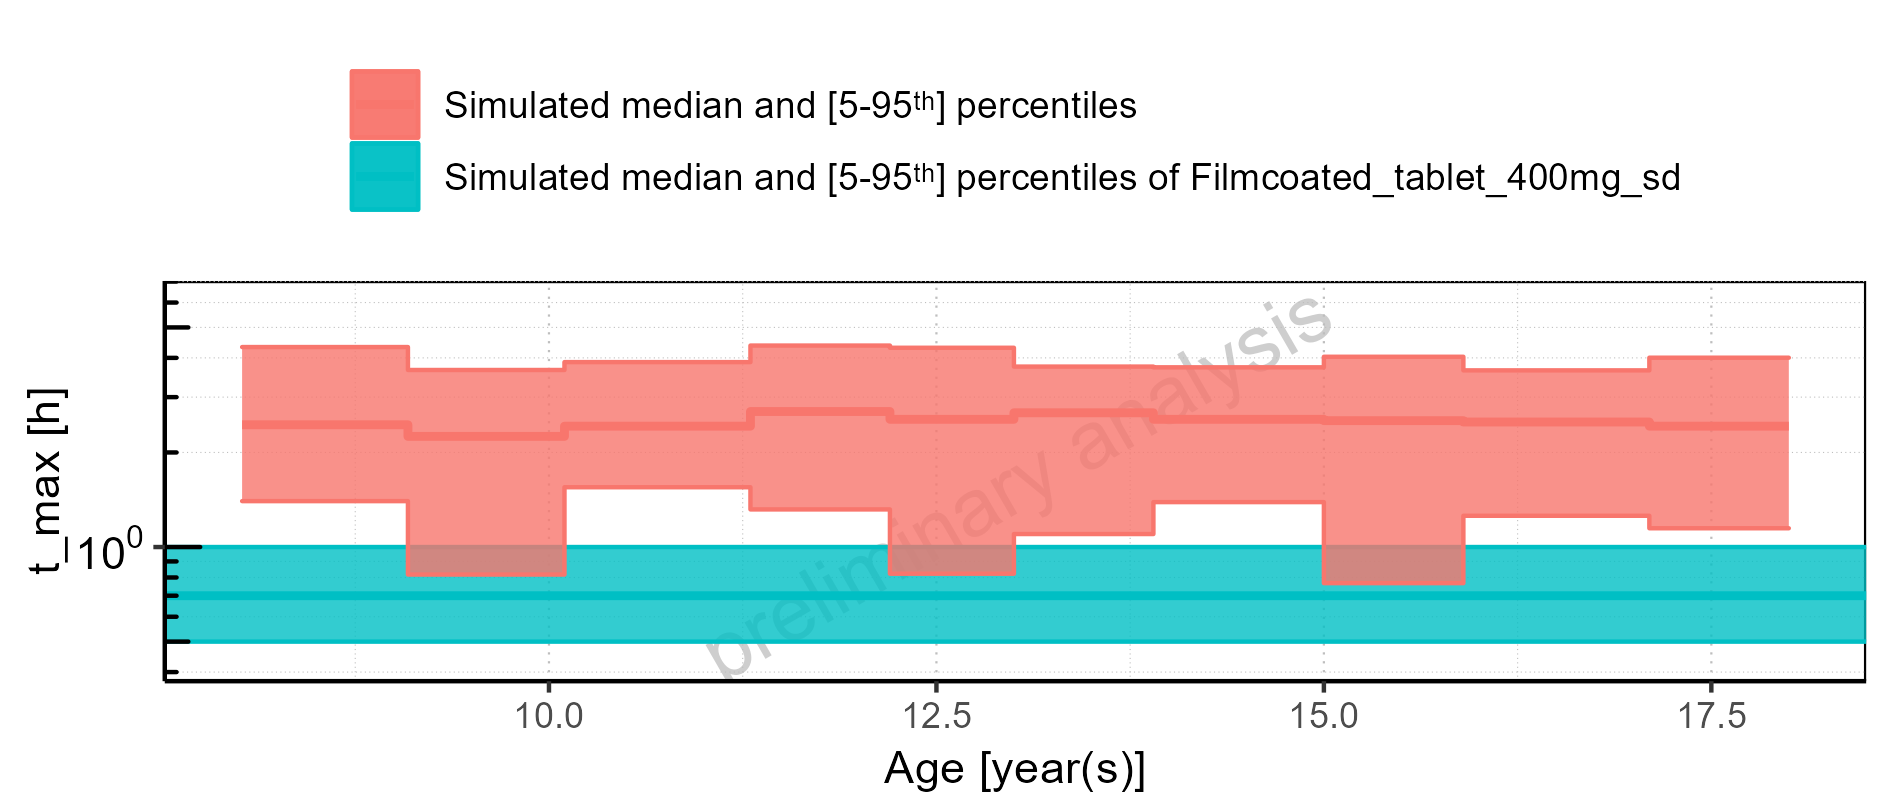 Simulated median and [5-95ᵗʰ] percentiles
Simulated median and [5-95ᵗʰ] percentiles of Filmcoated_tablet_400mg_sd
t_max [h]
10⁰
preliminary analysis
10.0 12.5 15.0 17.5
Age [year(s)]